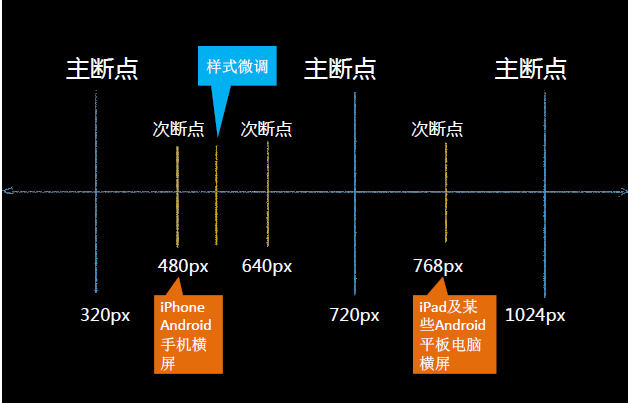 主断点
样式微调
主断点
主断点
次断点
次断点
次断点
480px
640px
768px
320px
720px
1024px
iPhone
Android
手机横
屏
iPad及某
些Android
平板电脑
横屏